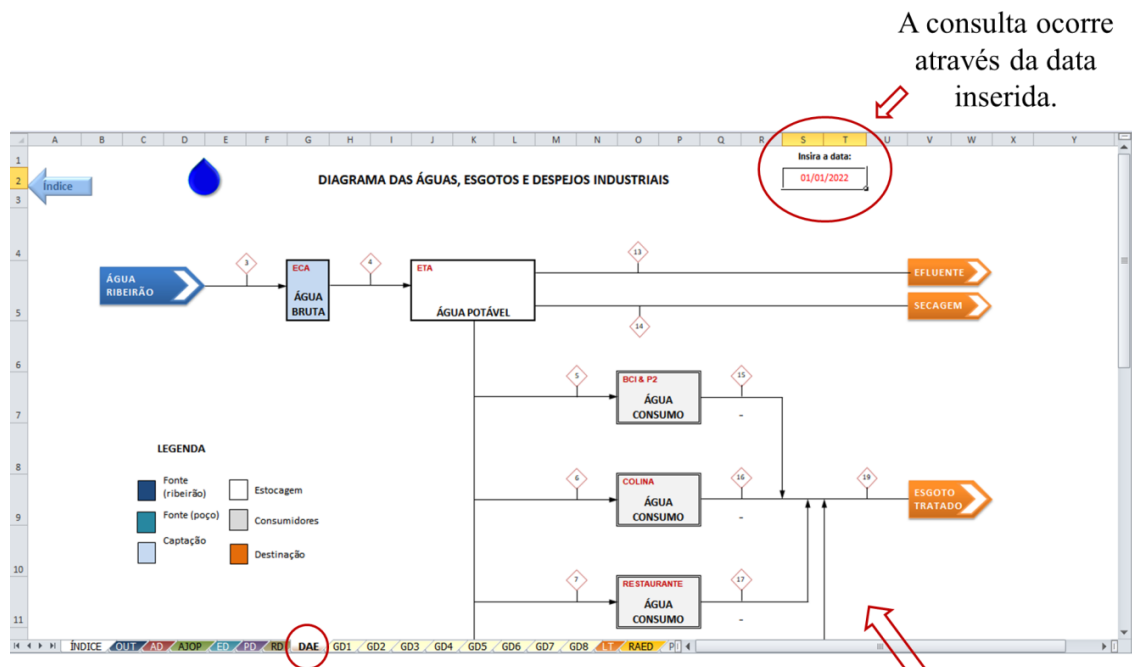 A consulta ocorre
através da data
inserida.
A B C D E F G H I J K L M N O P Q R S T U V W X Y
1
Insira a data:
2
Índice
DIAGRAMA DAS ÁGUAS, ESGOTOS E DESPEJOS INDUSTRIAIS
01/01/2022
3
4
3
4
13
ECA
ETA
ÁGUA
RIBEIRÃO
ÁGUA
BRUTA
EFLUENTE
SECAGEM
5
ÁGUA POTÁVEL
14
6
5
BCI & P2
15
ÁGUA
CONSUMO
7
-
LEGENDA
8
Fonte
(ribeirão)
Estocagem
6
COLINA
16
19
ÁGUA
CONSUMO
ESGOTO
TRATADO
9
Fonte (poço)
Consumidores
-
Captação
Destinação
10
7
RESTAURANTE
17
ÁGUA
CONSUMO
11
-
ÍNDICE OUT AD AJOP ED PD RD DAE GD1 GD2 GD3 GD4 GD5 GD6 GD7 GD8 LT RAED